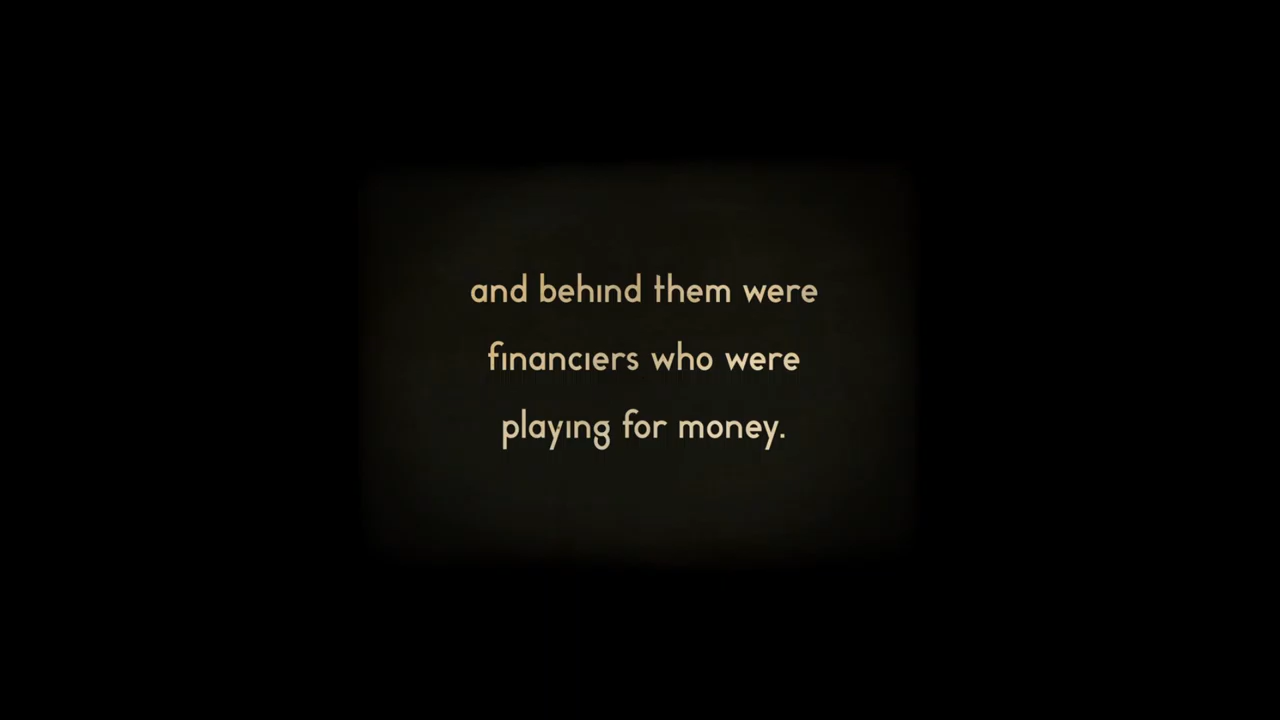 and behind them were
financiers who were
playing for money.